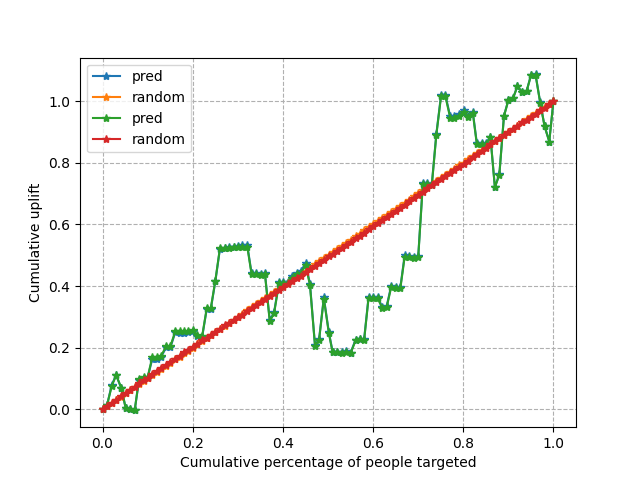 pred
random
pred
random
1.0
0.8
0.6
0.4
0.2
0.0
Cumulative uplift
0.0 0.2 0.4 0.6 0.8 1.0
Cumulative percentage of people targeted